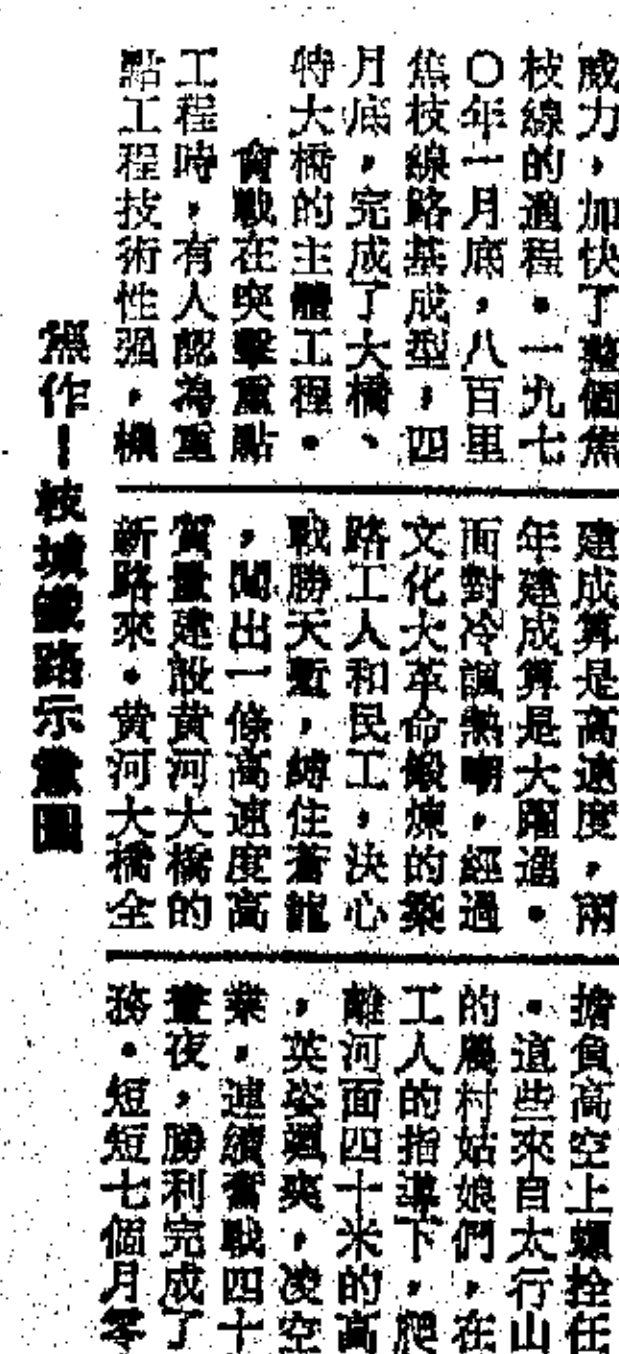 威力，加快了整個焦
枝線的進程。一九七
〇年一月底，八百里
焦枝線路基成型，四
月底，完成了大橋、
特大橋的主體工程。
會戰在突擊重點
工程時，有人認為重
點工程技術性强，機
建成算是高速度，兩
年建成算是大躍進。
面對冷諷熱嘲，經過
文化大革命鍛煉的築
路工人和民工，決心
戰勝天塹，縛住蒼龍
，闖出一條高速度高
質量建設黄河大橋的
新路來。黄河大橋全
擔負高空上螺拴任
。這些來自太行山
的農村姑娘們，在
工人的指導下，爬
離河面四十米的高
，英姿颯爽，凌空
業，連續奮戰四十
晝夜，勝利完成了
務。短短七個月零
焦作－枝城鐵路示意圖